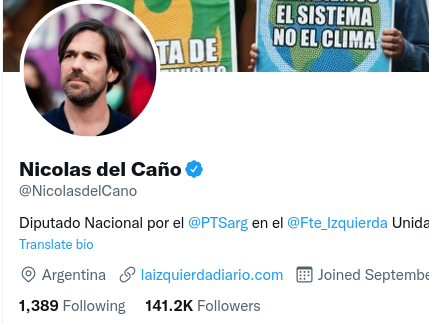 EL SISTEMA
NO EL CLIMA
TA DE
Nicolas del Caño
@NicolasdelCano
Diputado Nacional por el @PTSarg en el @Fte_Izquierda Unida
Translate bio
Argentina laizquierdadiario.com Joined Septembe
1,389 Following 141.2K Followers